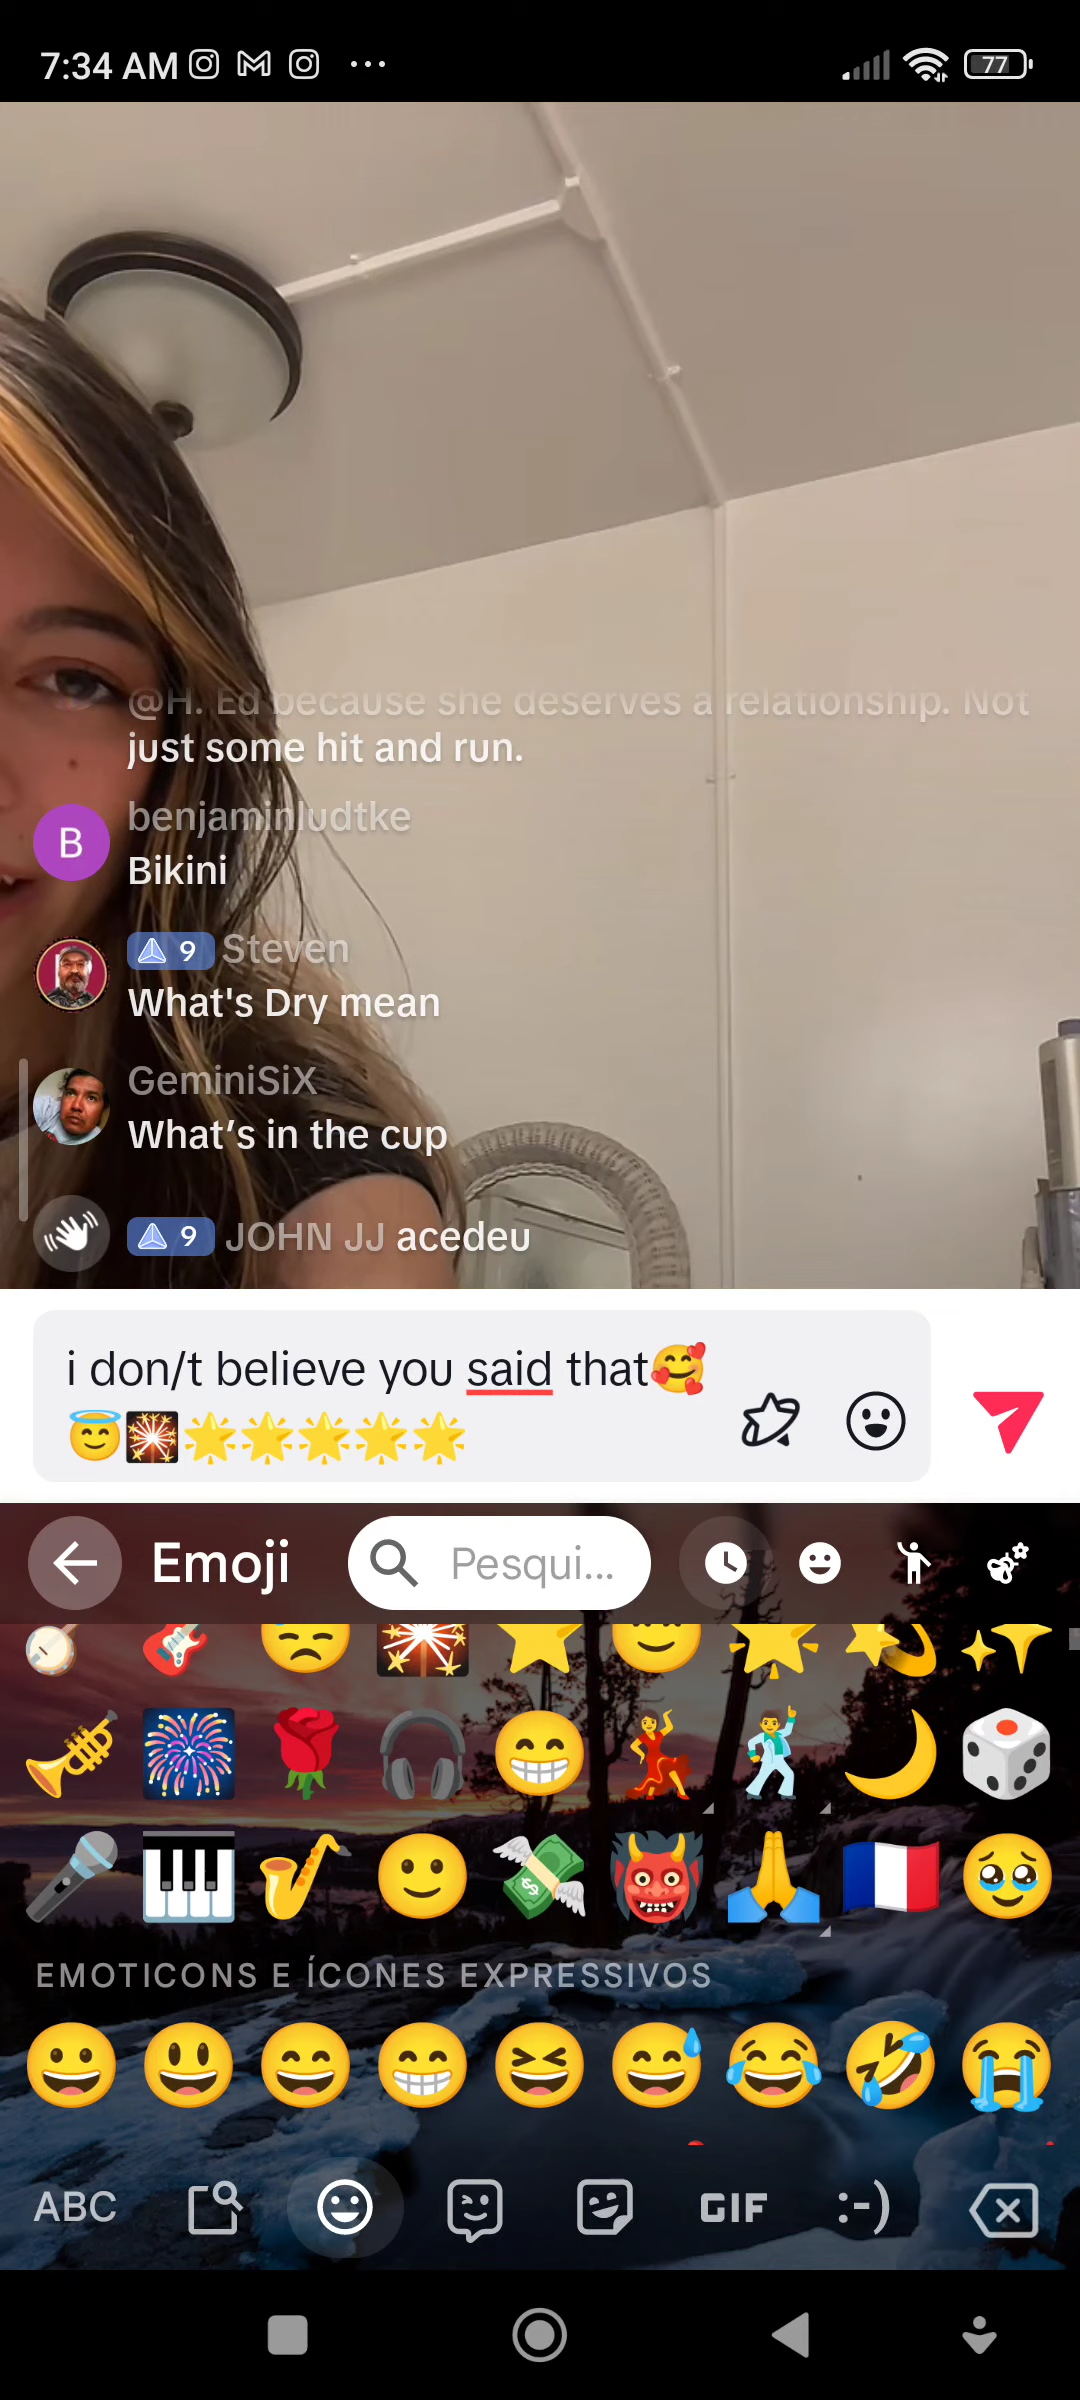 7:34 AM
77
@H. Ed because she deserves a relationship. Not
just some hit and run.
benjaminludtke
B
Bikini
9 Steven
What's Dry mean
GeminiSiX
What’s in the cup
9 JOHN JJ acedeu
i don/t believe you said that🥰
😇🎇🌟🌟🌟🌟🌟
Emoji
Pesqui...
EMOTICONS E ÍCONES EXPRESSIVOS
ABC
GIF
:-)